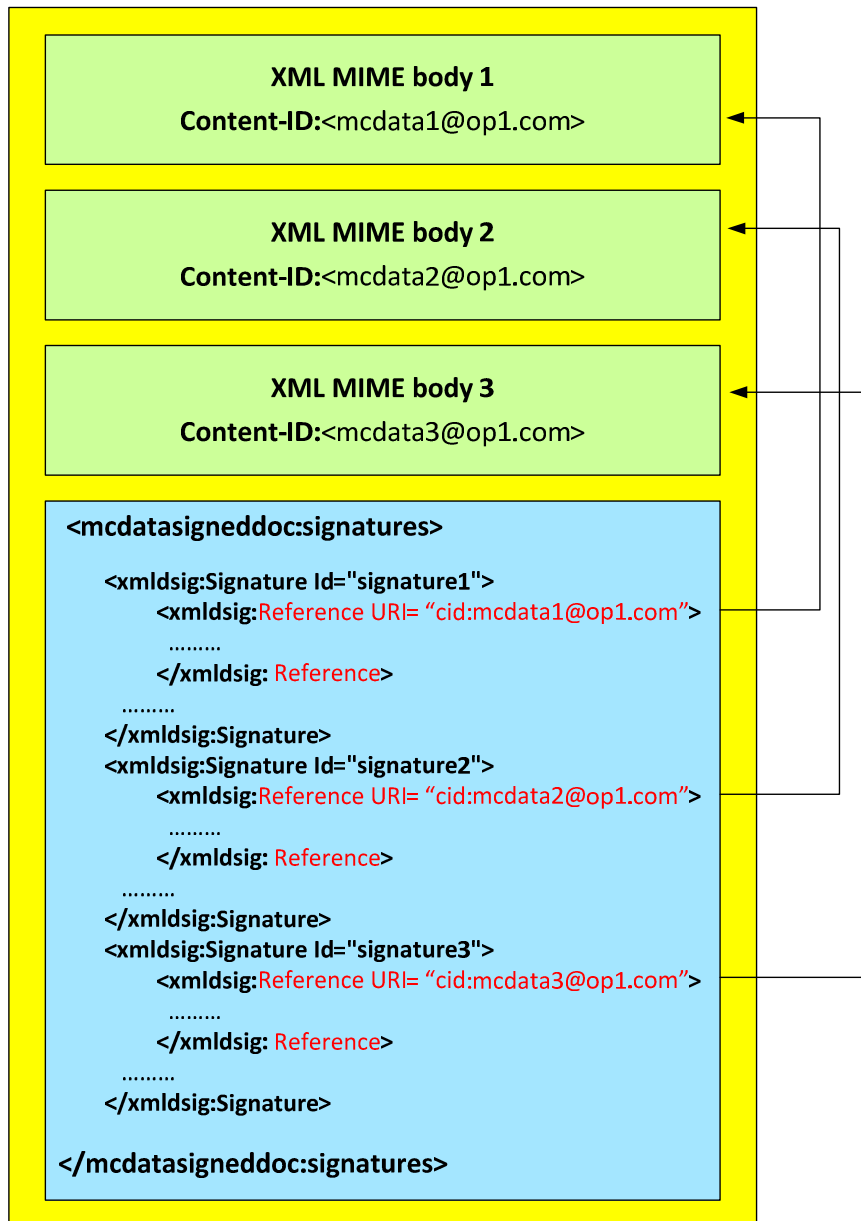 XML MIME body 1
Content-ID:<mcdata1@op1.com>
XML MIME body 2
Content-ID:<mcdata2@op1.com>
XML MIME body 3
Content-ID:<mcdata3@op1.com>
<mcdatasigneddoc:signatures>
<xmldsig:Signature Id="signature1">
<xmldsig:Reference URI= “cid:mcdata1@op1.com”>
.........
</xmldsig: Reference>
.........
</xmldsig:Signature>
<xmldsig:Signature Id="signature2">
<xmldsig:Reference URI= “cid:mcdata2@op1.com”>
.........
</xmldsig: Reference>
.........
</xmldsig:Signature>
<xmldsig:Signature Id="signature3">
<xmldsig:Reference URI= “cid:mcdata3@op1.com”>
.........
</xmldsig: Reference>
.........
</xmldsig:Signature>
</mcdatasigneddoc:signatures>